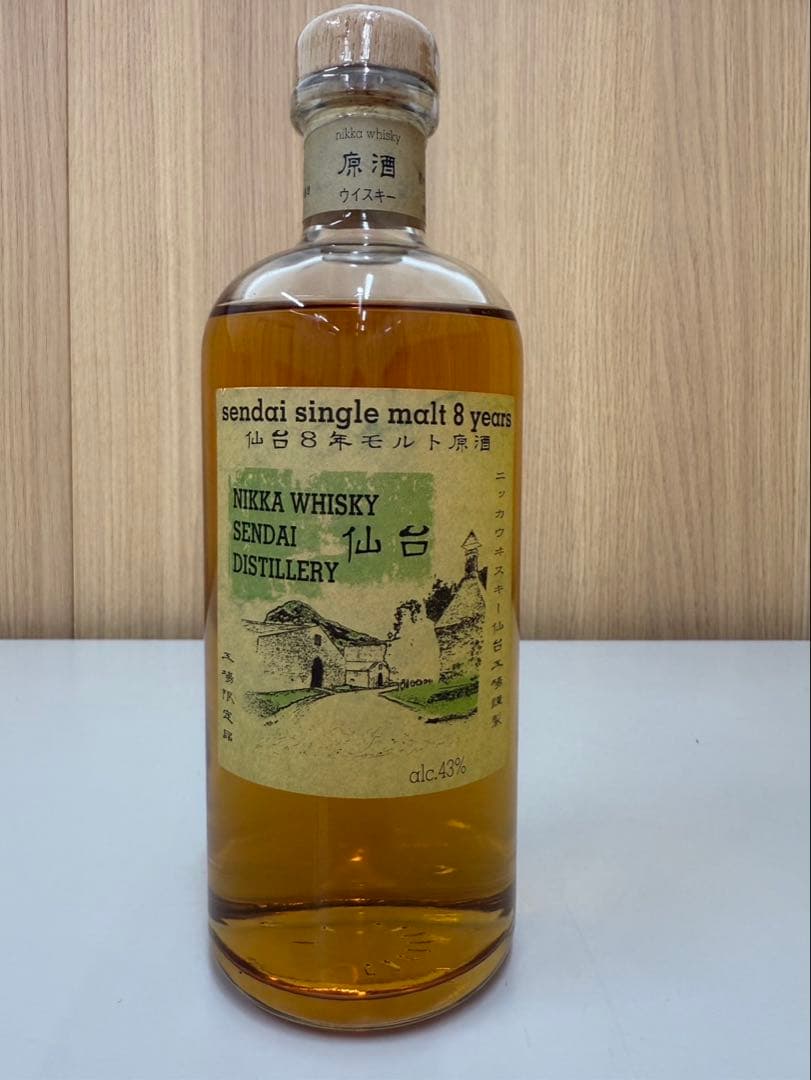 nikka whisky
原酒
ウイスキー
sendai single malt 8 years
仙台8年モルト原酒
NIKKA WHISKY
SENDAI 仙台
DISTILLERY
ニッカウヰスキー仙台工場謹製
工場限定品
alc.43%